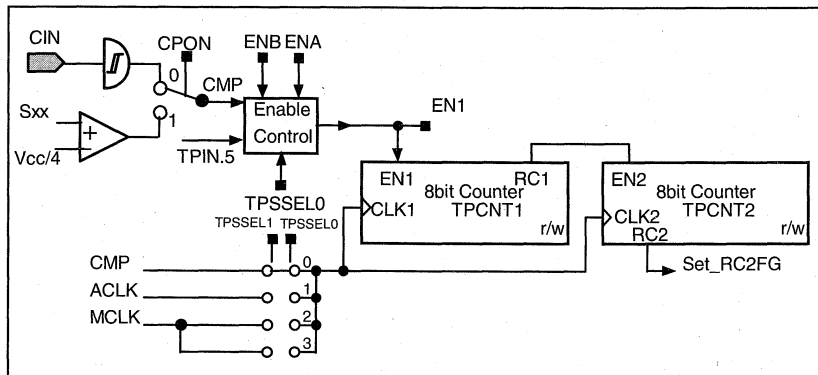 CIN
CPON
ENB ENA
0
CMP
Sxx
1
+
Vcc/4
TPIN.5
Enable
Control
EN1
TPSSEL0
TPSSEL1 TPSSEL0
EN1
RC1
8bit Counter
TPCNT1
CLK1
r/w
EN2
8bit Counter
TPCNT2
CLK2
RC2
r/w
Set_RC2FG
CMP
0
ACLK
1
MCLK
2
3